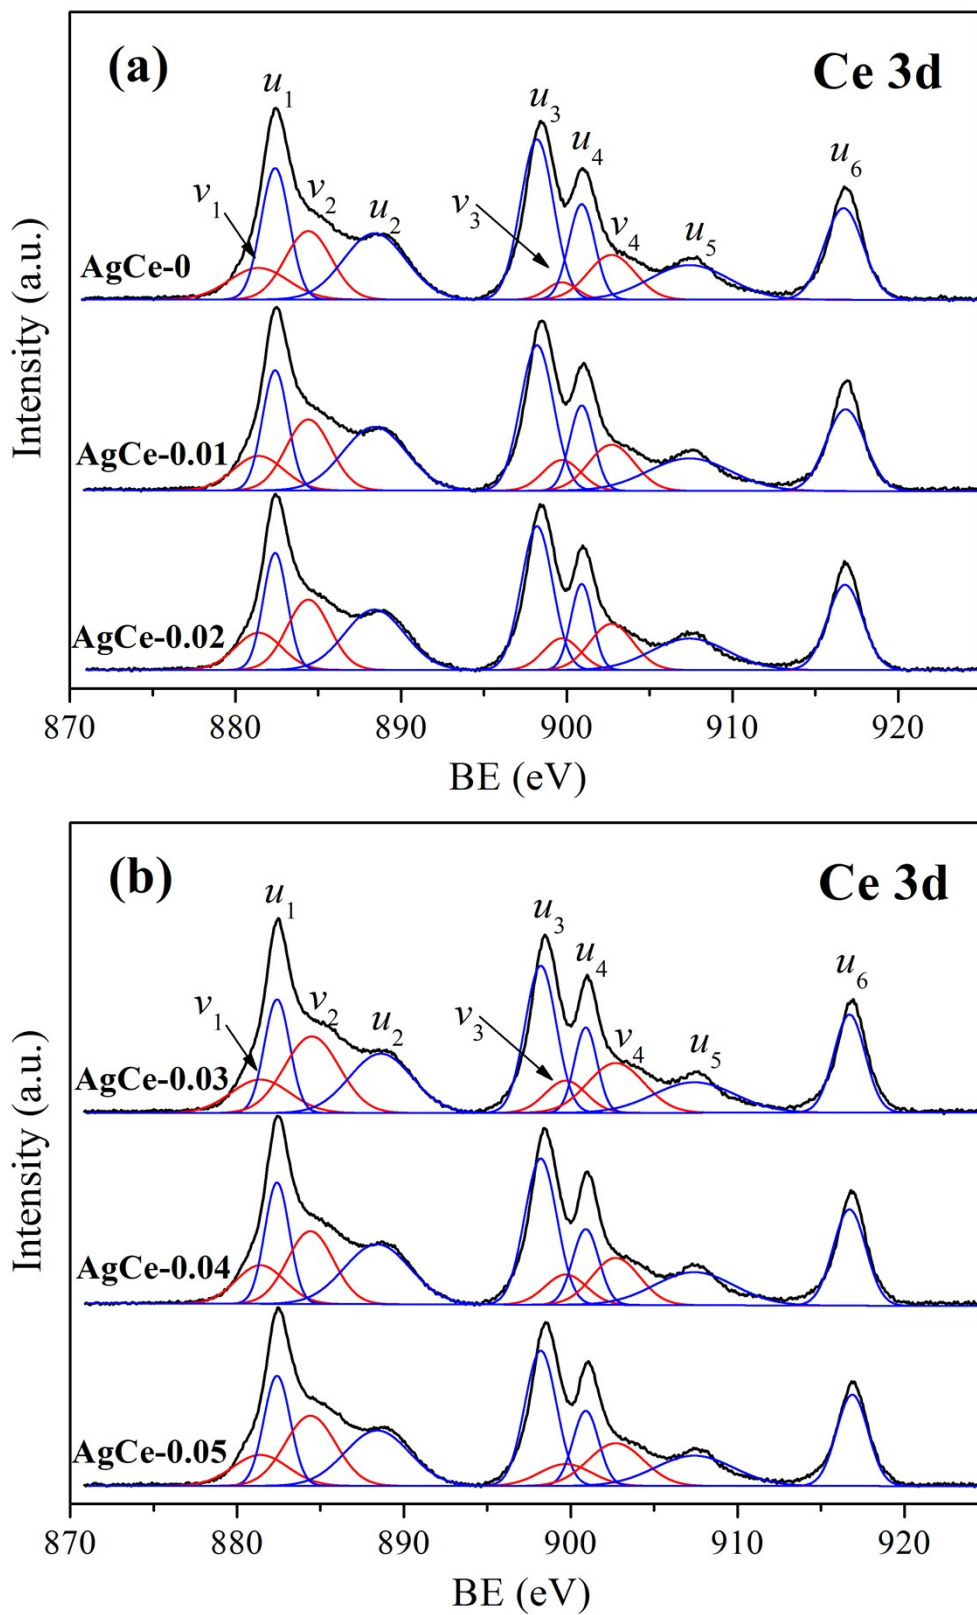 (a)
Ce 3d
u1
v1
v2
u2
u3
u4
v3
v4
u5
u6
AgCe-0
AgCe-0.01
AgCe-0.02
Intensity (a.u.)
870 880 890 900 910 920
BE (eV)
(b)
Ce 3d
u1
v1
v2
u2
u3
u4
v3
v4
u5
u6
AgCe-0.03
AgCe-0.04
AgCe-0.05
Intensity (a.u.)
870 880 890 900 910 920
BE (eV)